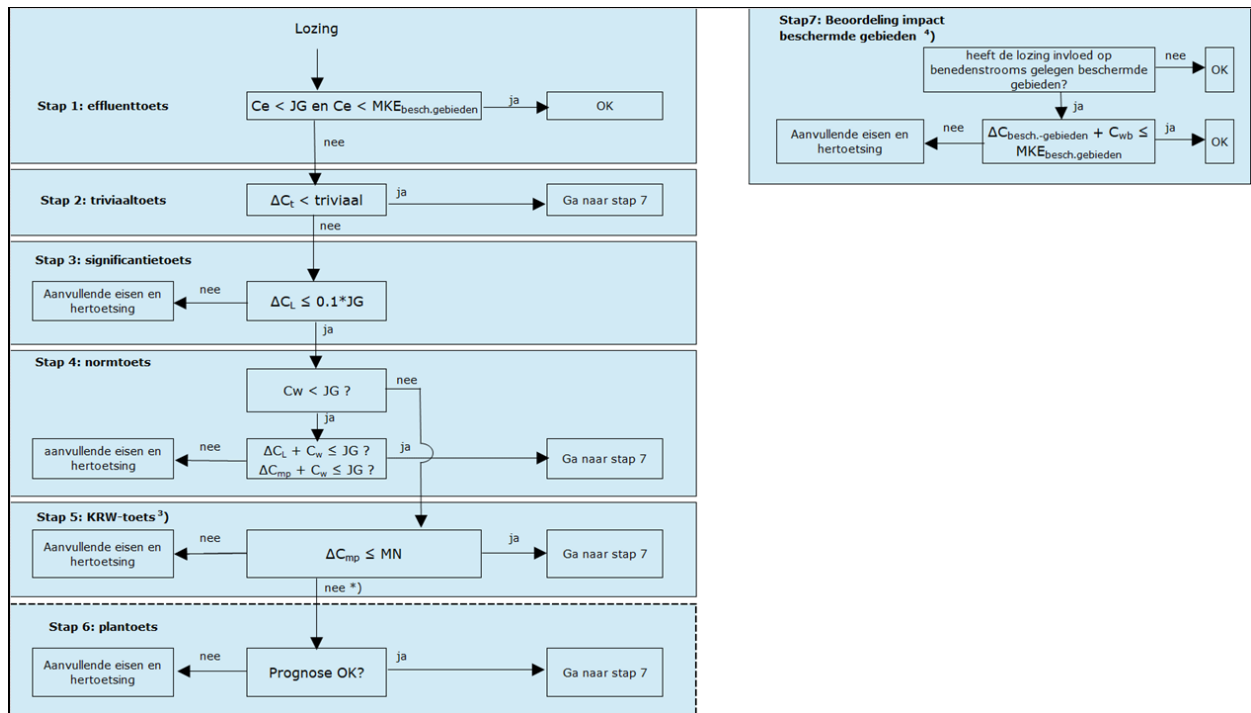 Lozing
Stap 1: effluenttoets
Ce < JG en Ce < MKEbesch.gebieden
ja
OK
nee
Stap 2: triviaaltoets
ΔCt < triviaal
ja
Ga naar stap 7
nee
Stap 3: significantietoets
Aanvullende eisen en
hertoetsing
nee
ΔCL ≤ 0.1*JG
ja
Stap 4: normtoets
Cw < JG ?
nee
ja
aanvullende eisen en
hertoetsing
nee
ΔCL + Cw ≤ JG ?
ΔCmp + Cw ≤ JG ?
ja
Ga naar stap 7
Stap 5: KRW-toets³)
Aanvullende eisen en
hertoetsing
nee
ΔCmp ≤ MN
ja
Ga naar stap 7
nee *)
Stap 6: plantoets
Aanvullende eisen en
hertoetsing
nee
Prognose OK?
ja
Ga naar stap 7
Stap7: Beoordeling impact
beschermde gebieden ⁴)
heeft de lozing invloed op
benedenstrooms gelegen beschermde
gebieden?
nee
OK
ja
Aanvullende eisen en
hertoetsing
nee
ΔCbesch.-gebieden + Cwb ≤
MKEbesch.gebieden
ja
OK